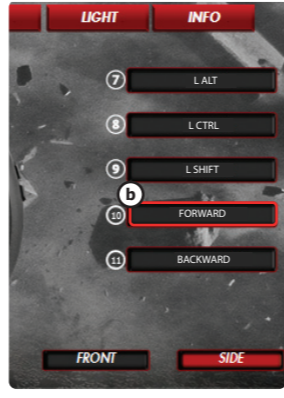 LIGHT INFO
7 L ALT
8 L CTRL
9 L SHIFT
b
10 FORWARD
11 BACKWARD
FRONT SIDE